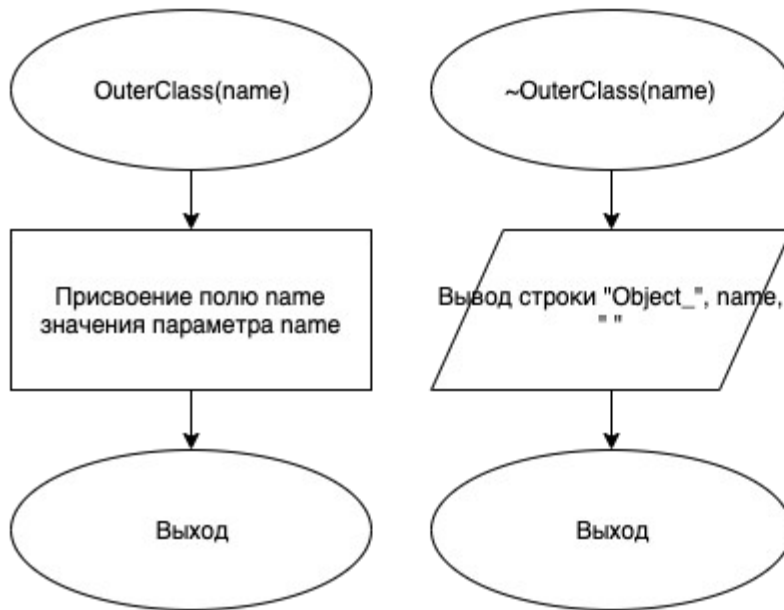 OuterClass(name)
~OuterClass(name)
Присвоение полю name
значения параметра name
Вывод строки "Object_", name,
" "
Выход
Выход